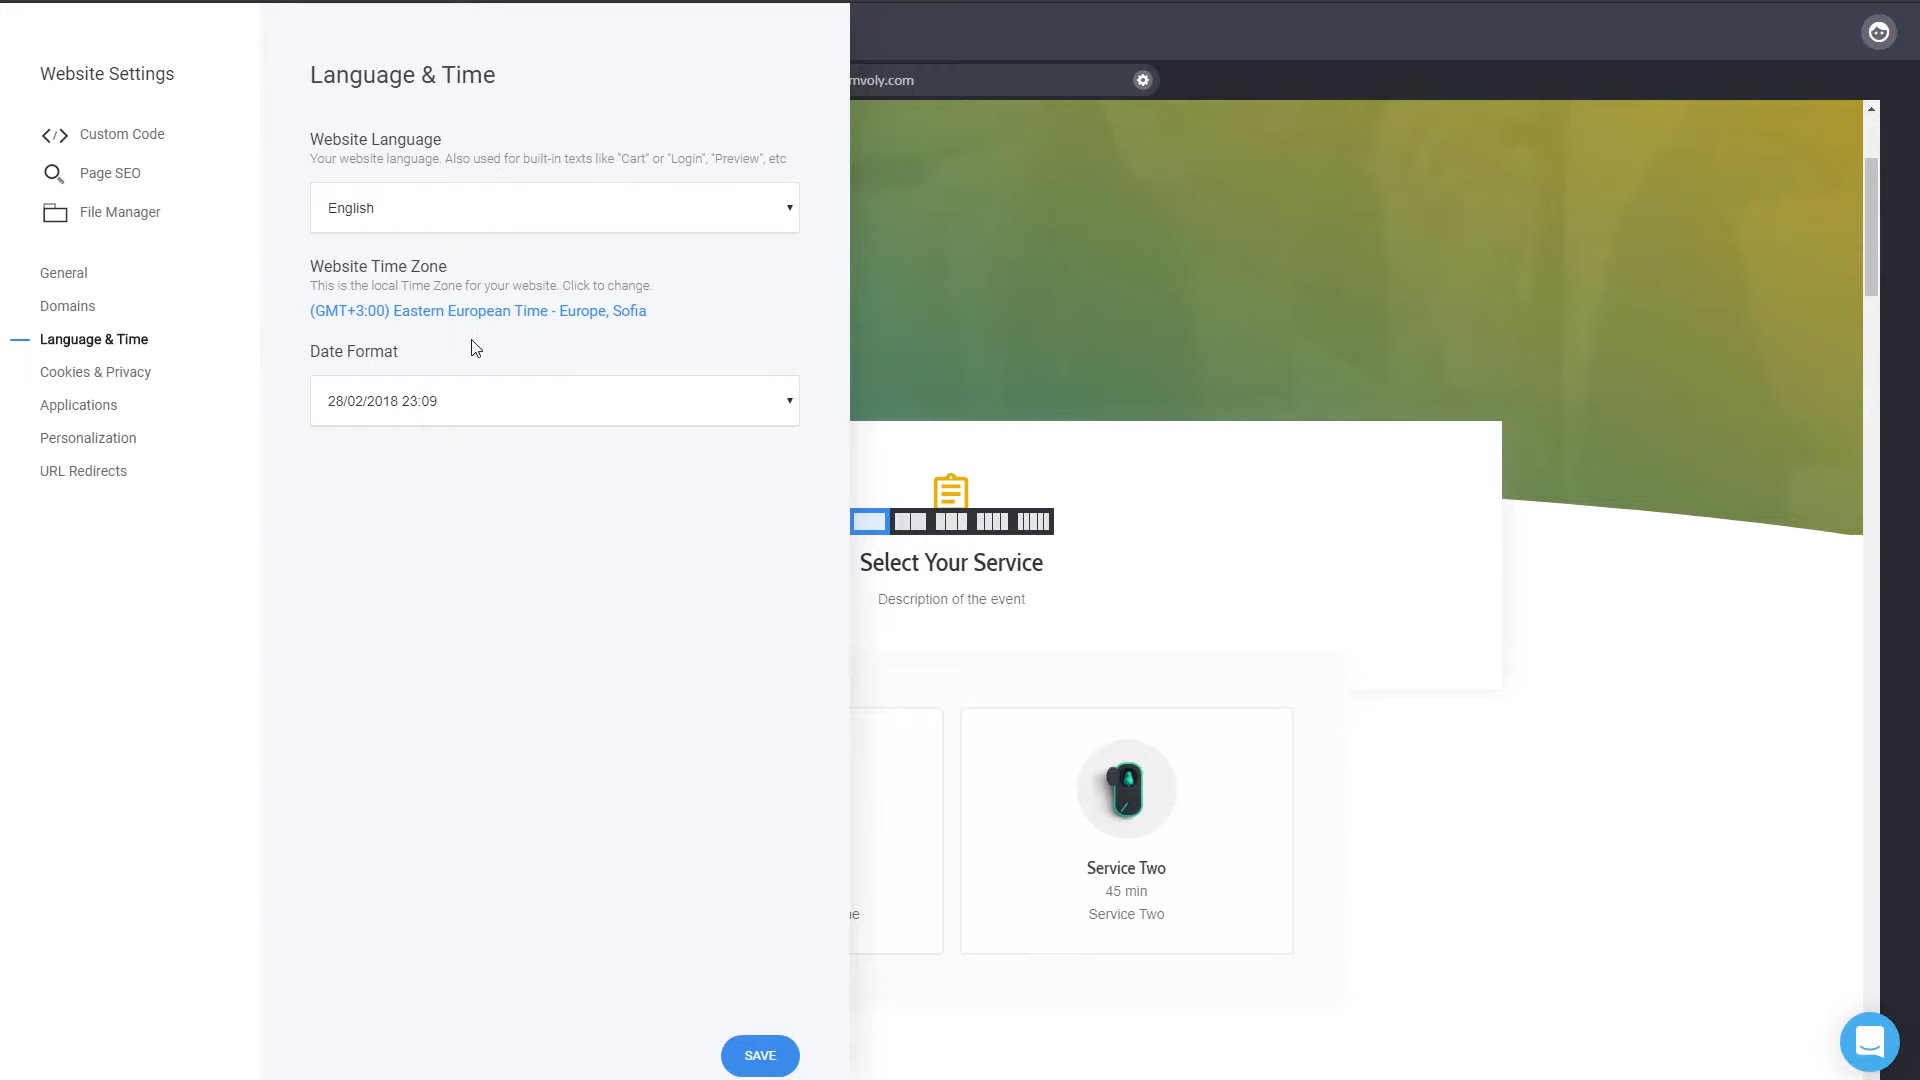 Website Settings
Custom Code
Page SEO
File Manager
General
Domains
Language & Time
Cookies & Privacy
Applications
Personalization
URL Redirects
Language & Time
Website Language
Your website language. Also used for built-in texts like "Cart" or "Login", "Preview", etc
English
Website Time Zone
This is the local Time Zone for your website. Click to change.
(GMT+3:00) Eastern European Time - Europe, Sofia
Date Format
28/02/2018 23:09
SAVE
mvoly.com
Select Your Service
Description of the event
Service Two
45 min
Service Two